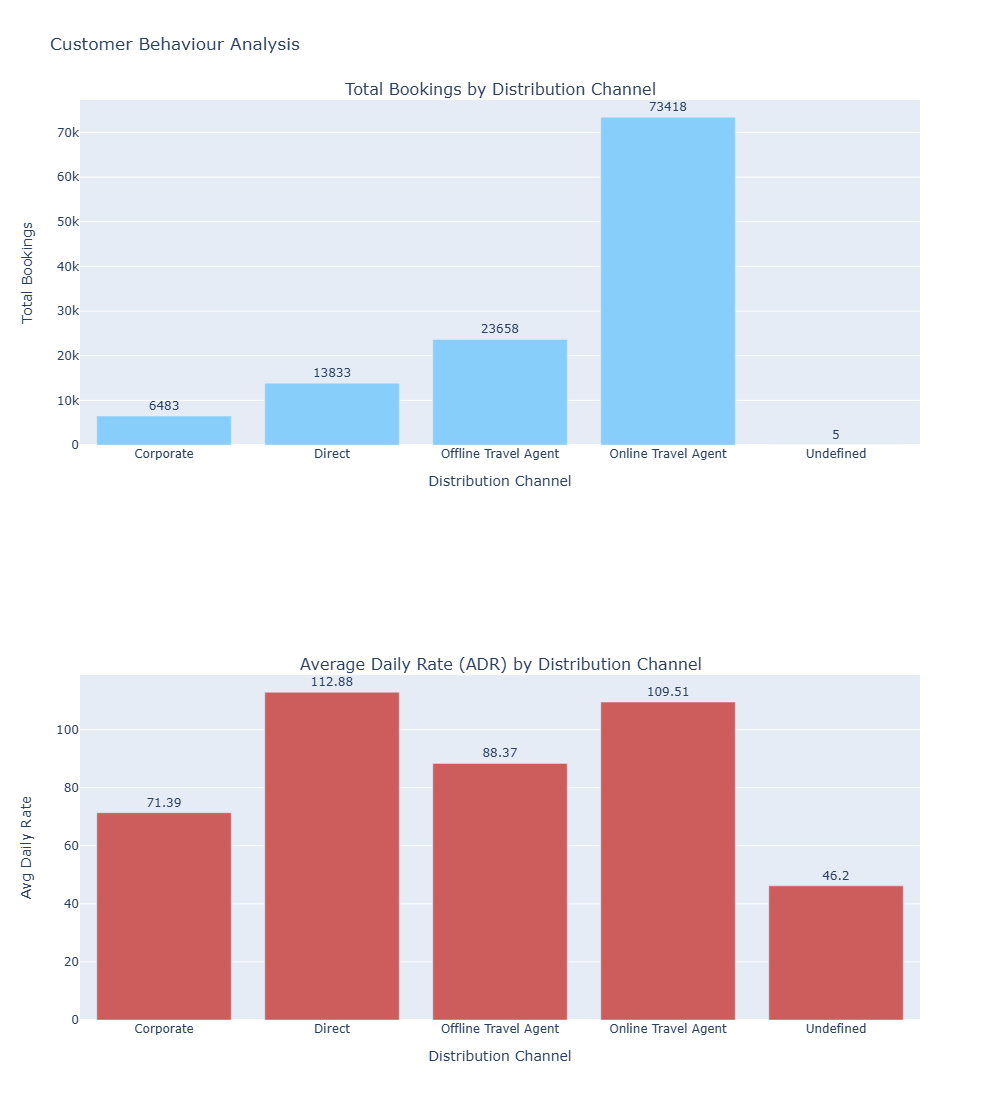 Customer Behaviour Analysis
Total Bookings by Distribution Channel
73418
70k
60k
50k
40k
30k
23658
20k
13833
10k
6483
5
0
Total Bookings
Corporate Direct Offline Travel Agent Online Travel Agent Undefined
Distribution Channel
Average Daily Rate (ADR) by Distribution Channel
112.88
109.51
100
88.37
80
71.39
60
46.2
40
20
0
Avg Daily Rate
Corporate Direct Offline Travel Agent Online Travel Agent Undefined
Distribution Channel